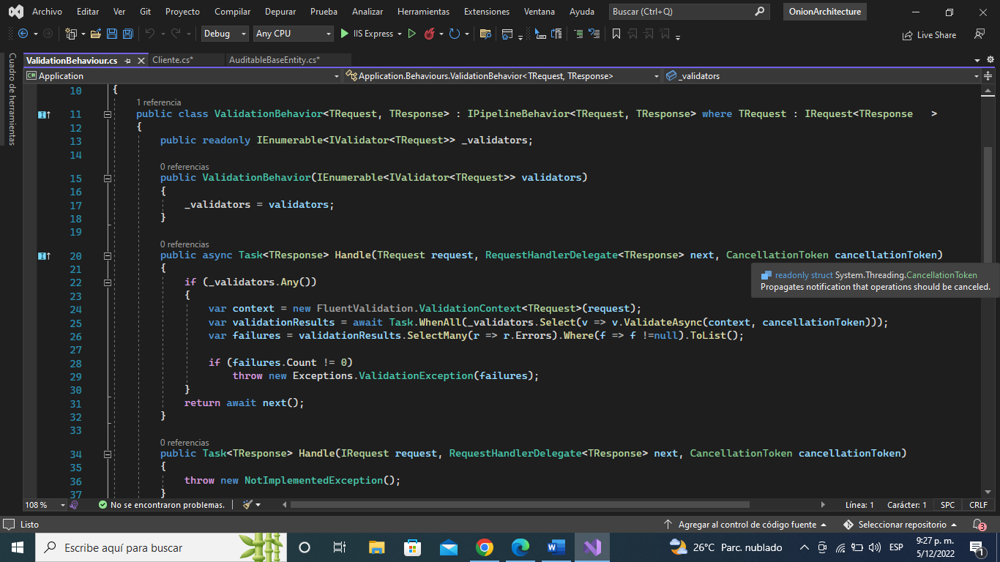 Archivo Editar Ver Git Proyecto Compilar Depurar Prueba Analizar Herramientas Extensiones Ventana Ayuda Buscar (Ctrl+Q) OnionArchitecture
Debug Any CPU IIS Express Live Share
Cuadro de herramientas
ValidationBehaviour.cs Cliente.cs* AuditableBaseEntity.cs*
C# Application Application.Behaviours.ValidationBehavior<TRequest, TResponse> _validators
10 {
1 referencia
11 public class ValidationBehavior<TRequest, TResponse> : IPipelineBehavior<TRequest, TResponse> where TRequest : IRequest<TResponse >
12 {
13 public readonly IEnumerable<IValidator<TRequest>> _validators;
14
0 referencias
15 public ValidationBehavior(IEnumerable<IValidator<TRequest>> validators)
16 {
17 _validators = validators;
18 }
19
0 referencias
20 public async Task<TResponse> Handle(TRequest request, RequestHandlerDelegate<TResponse> next, CancellationToken cancellationToken)
21 {
readonly struct System.Threading.CancellationToken
Propagates notification that operations should be canceled.
22 if (_validators.Any())
23 {
24 var context = new FluentValidation.ValidationContext<TRequest>(request);
25 var validationResults = await Task.WhenAll(_validators.Select(v => v.ValidateAsync(context, cancellationToken)));
26 var failures = validationResults.SelectMany(r => r.Errors).Where(f => f !=null).ToList();
27
28 if (failures.Count != 0)
29 throw new Exceptions.ValidationException(failures);
30 }
31 return await next();
32 }
33
0 referencias
34 public Task<TResponse> Handle(IRequest request, RequestHandlerDelegate<TResponse> next, CancellationToken cancellationToken)
35 {
36 throw new NotImplementedException();
37 }
108 % No se encontraron problemas. Línea: 1 Carácter: 1 SPC CRLF
Listo Agregar al control de código fuente Seleccionar repositorio 3
Escribe aquí para buscar 26°C Parc. nublado ESP 9:27 p. m.
5/12/2022 1